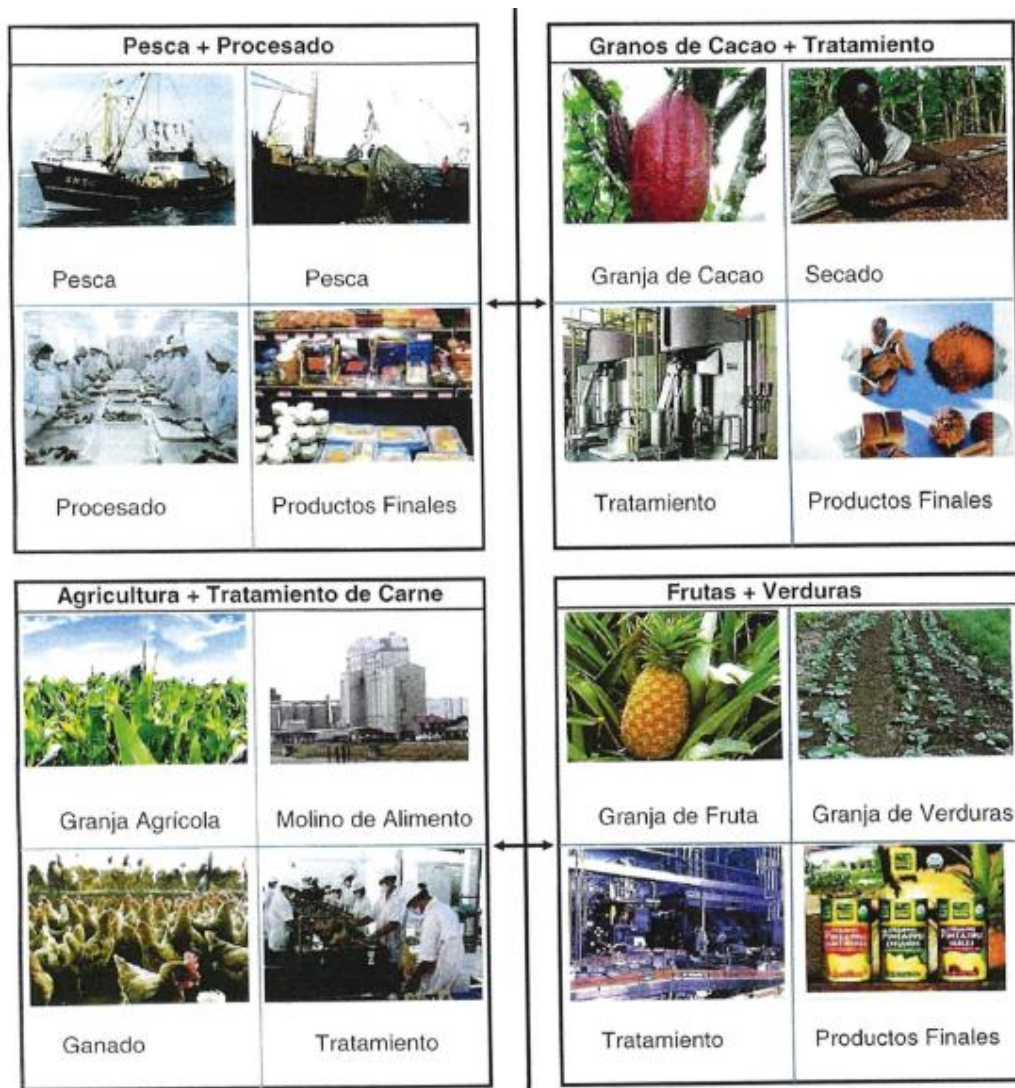 Pesca + Procesado
Pesca
Pesca
Procesado
Productos Finales
Granos de Cacao + Tratamiento
Granja de Cacao
Secado
Tratamiento
Productos Finales
Agricultura + Tratamiento de Carne
Granja Agrícola
Molino de Alimento
Ganado
Tratamiento
Frutas + Verduras
Granja de Fruta
Granja de Verduras
Tratamiento
Productos Finales